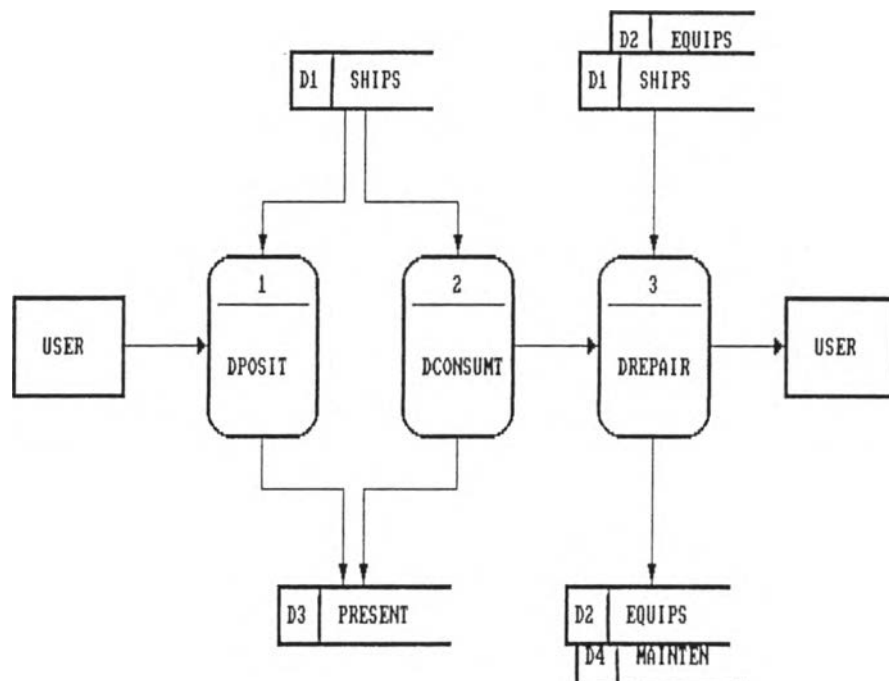 D2 EQUIPS
D1 SHIPS
D1 SHIPS
1
2
3
USER
DPOSIT
DCONSUMT
DREPAIR
USER
D3 PRESENT
D2 EQUIPS
D4 MAINTEN